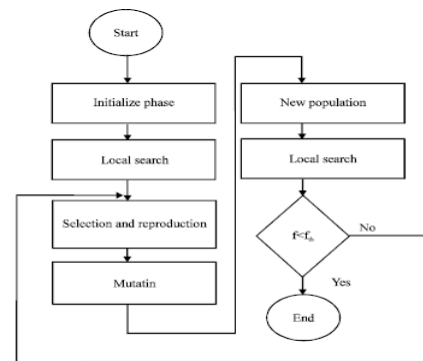 Start
Initialize phase
Local search
Selection and reproduction
Mutatin
New population
Local search
f<fth
No
Yes
End